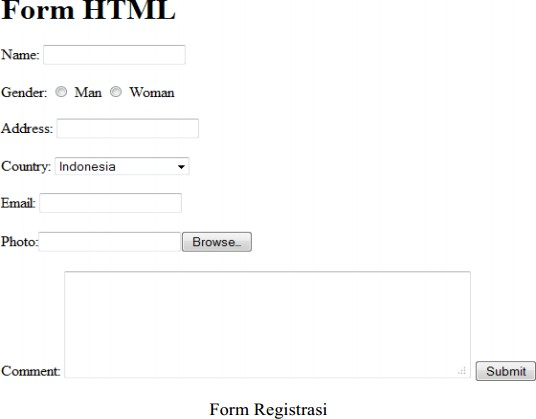 Form HTML
Name:
Gender: Man Woman
Address:
Country: Indonesia
Email:
Photo: Browse..
Comment: Submit
Form Registrasi